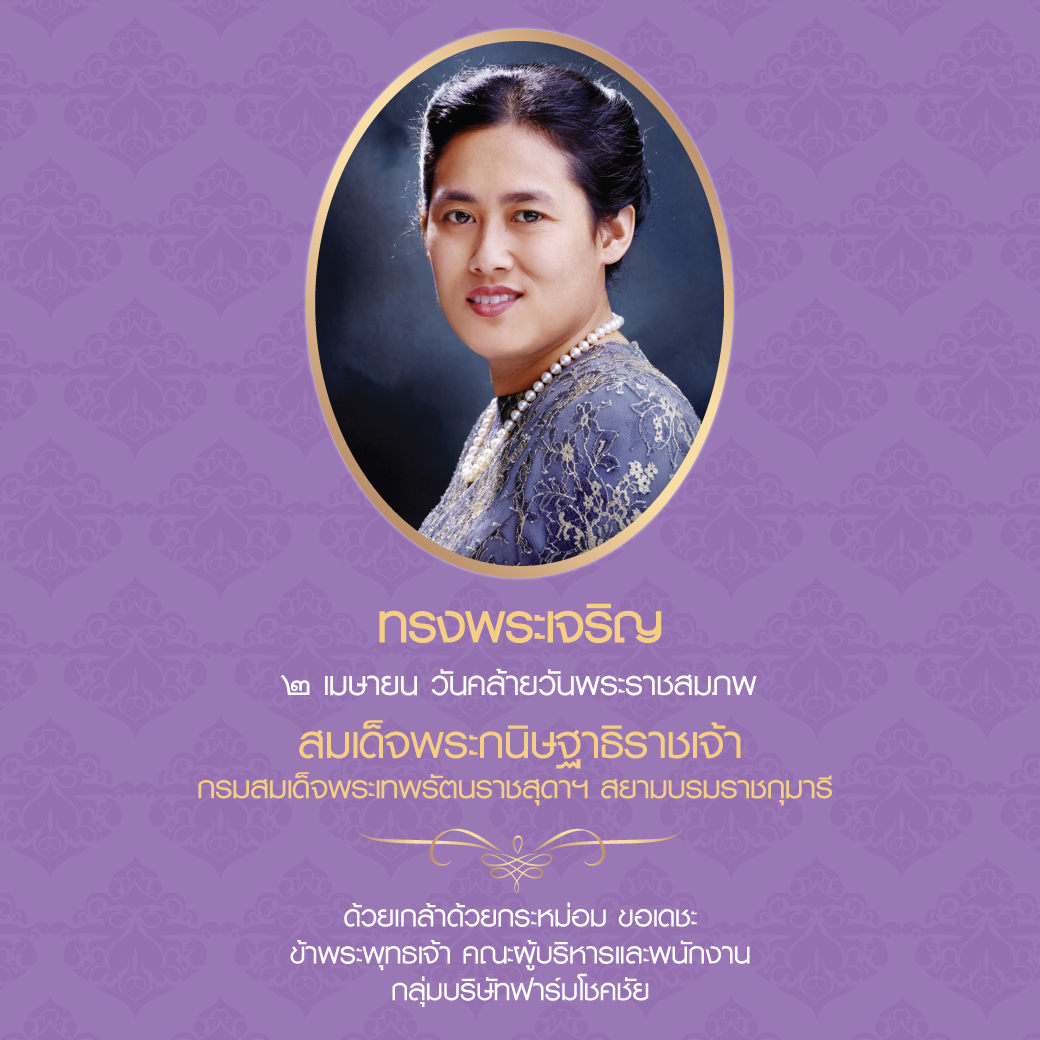 ทรงพระเจริญ
๒ เมษายน วันคล้ายวันพระราชสมภพ
สมเด็จพระกนิษฐาธิราชเจ้า
กรมสมเด็จพระเทพรัตนราชสุดาฯ สยามบรมราชกุมารี
ด้วยเกล้าด้วยกระหม่อม ขอเดชะ
ข้าพระพุทธเจ้า คณะผู้บริหารและพนักงาน
กลุ่มบริษัทฟาร์มโชคชัย